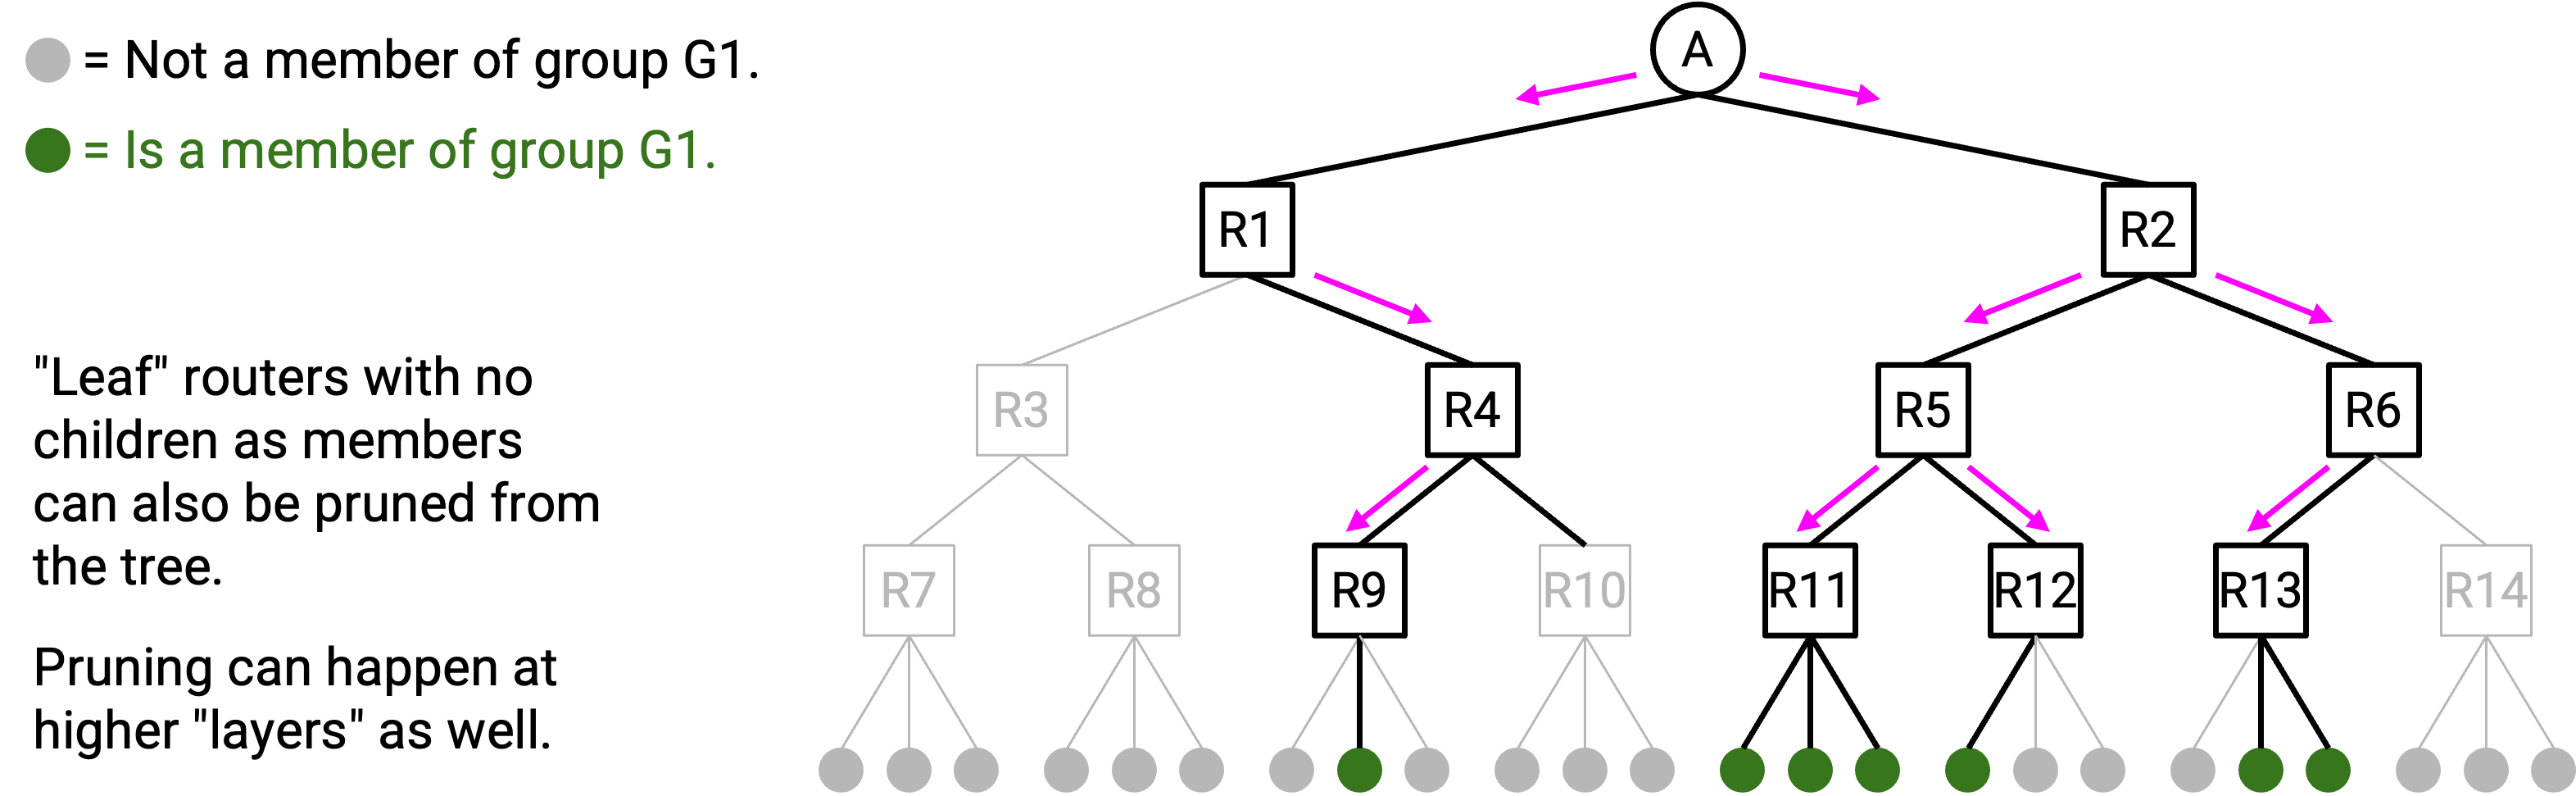 = Not a member of group G1.
= Is a member of group G1.
"Leaf" routers with no
children as members
can also be pruned from
the tree.
Pruning can happen at
higher "layers" as well.
A
R1
R2
R3
R4
R5
R6
R7
R8
R9
R10
R11
R12
R13
R14